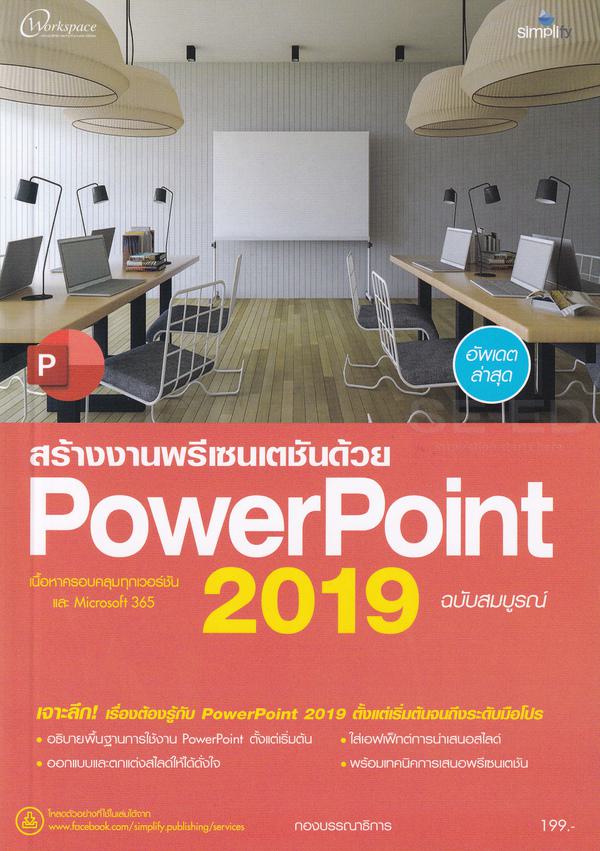 Workspace
simplify
P
อัพเดต
ล่าสุด
SE-ED
สร้างงานพรีเซนเตชันด้วย
PowerPoint
2019
เนื้อหาครอบคลุมทุกเวอร์ชัน
และ Microsoft 365
ฉบับสมบูรณ์
เจาะลึก! เรื่องต้องรู้กับ PowerPoint 2019 ตั้งแต่เริ่มต้นจนถึงระดับมือโปร
• อธิบายพื้นฐานการใช้งาน PowerPoint ตั้งแต่เริ่มต้น
• ใส่เอฟเฟ็กต์การนำเสนอสไลด์
• ออกแบบและตกแต่งสไลด์ให้ได้ดั่งใจ
• พร้อมเทคนิคการเสนอพรีเซนเตชัน
โหลดตัวอย่างที่ใช้ในเล่มได้จาก
www.facebook.com/simplify.publishing/services
กองบรรณาธิการ
199.-